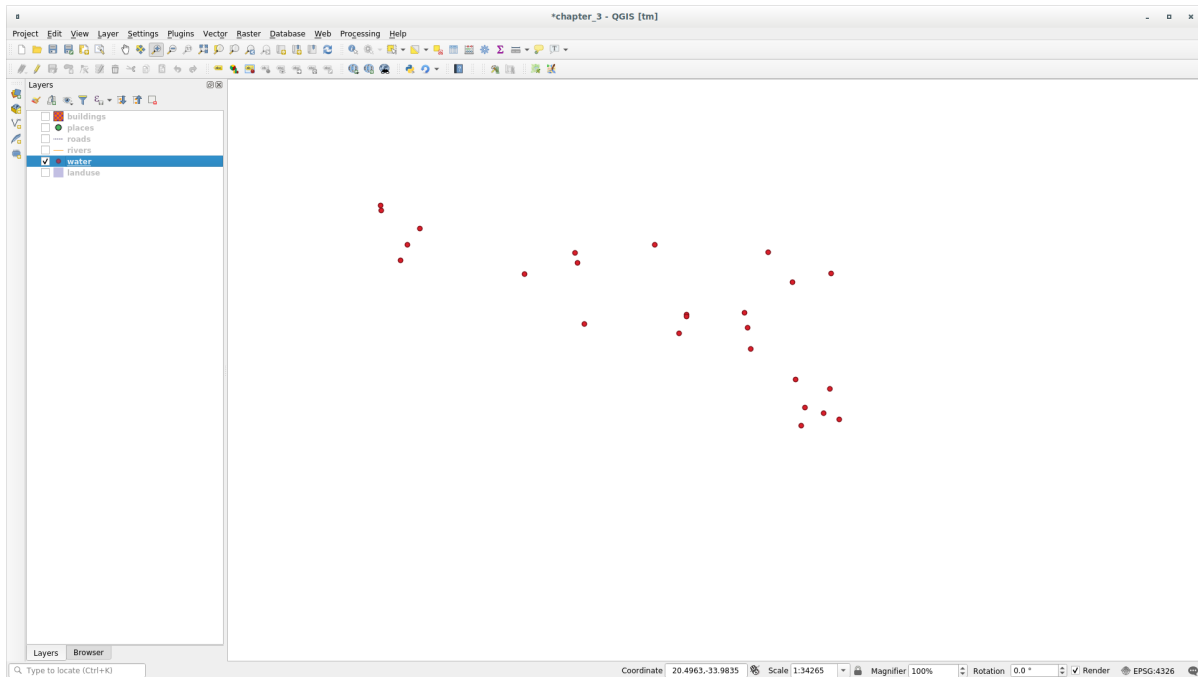 *chapter_3 - QGIS [tm]
Project Edit View Layer Settings Plugins Vector Raster Database Web Processing Help
Layers
buildings
places
roads
rivers
water
landuse
Layers Browser
Type to locate (Ctrl+K) Coordinate 20.4963,-33.9835 Scale 1:34265 Magnifier 100% Rotation 0.0 ° Render EPSG:4326